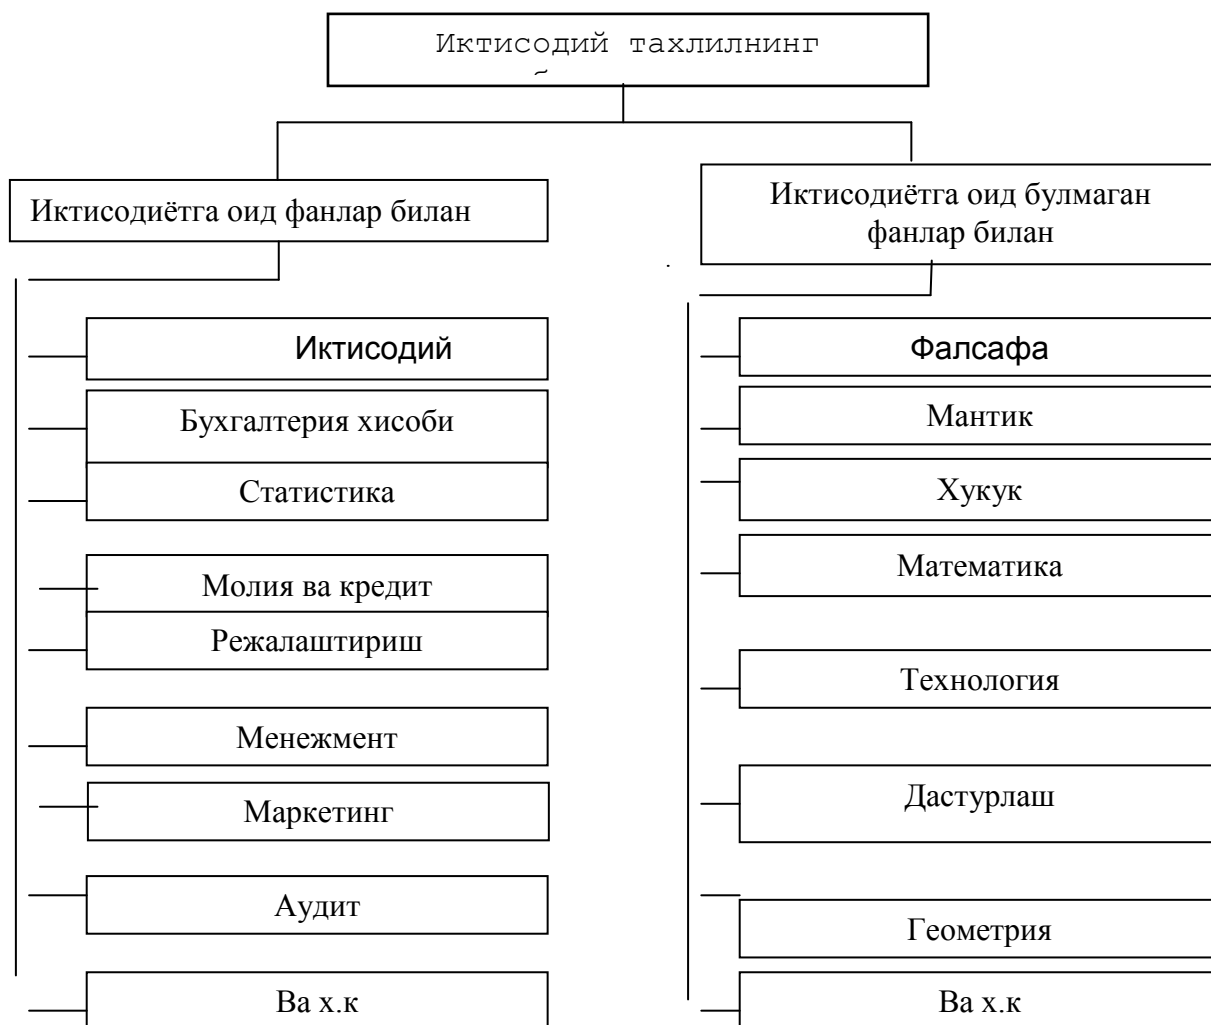 Иктисодий тахлилнинг
Иктисодиётга оид фанлар билан
Иктисодий
Бухгалтерия хисоби
Статистика
Молия ва кредит
Режалаштириш
Менежмент
Маркетинг
Аудит
Ва х.к
Иктисодиётга оид булмаган
фанлар билан
Фалсафа
Мантик
Хукук
Математика
Технология
Дастурлаш
Геометрия
Ва х.к